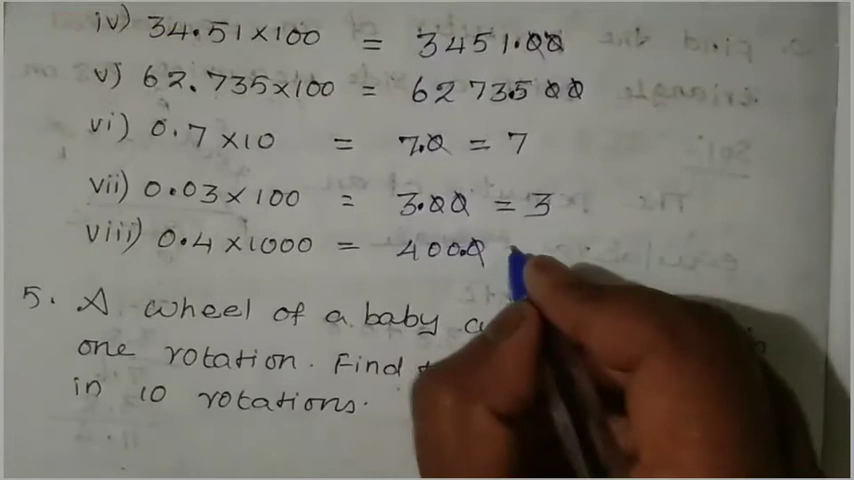 iv) 34.51×100 = 3451.00
v) 62.735×100 = 62735 00
vi) 0.7 ×10 = 7.0 = 7
vii) 0.03 × 100 = 3.00 = 3
viii) 0.4 ×1000 = 400.0
5. A wheel of a baby
one rotation. Find
in 10 rotations.